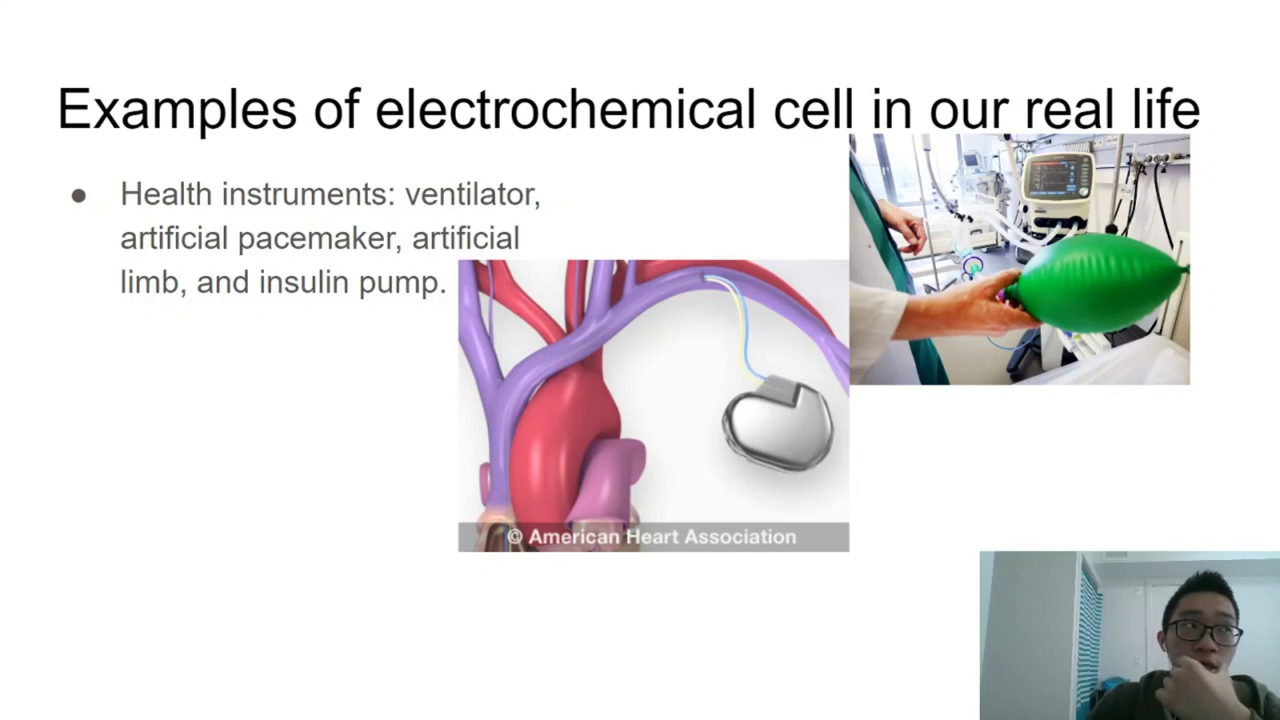 Examples of electrochemical cell in our real life
● Health instruments: ventilator,
artificial pacemaker, artificial
limb, and insulin pump.
© American Heart Association